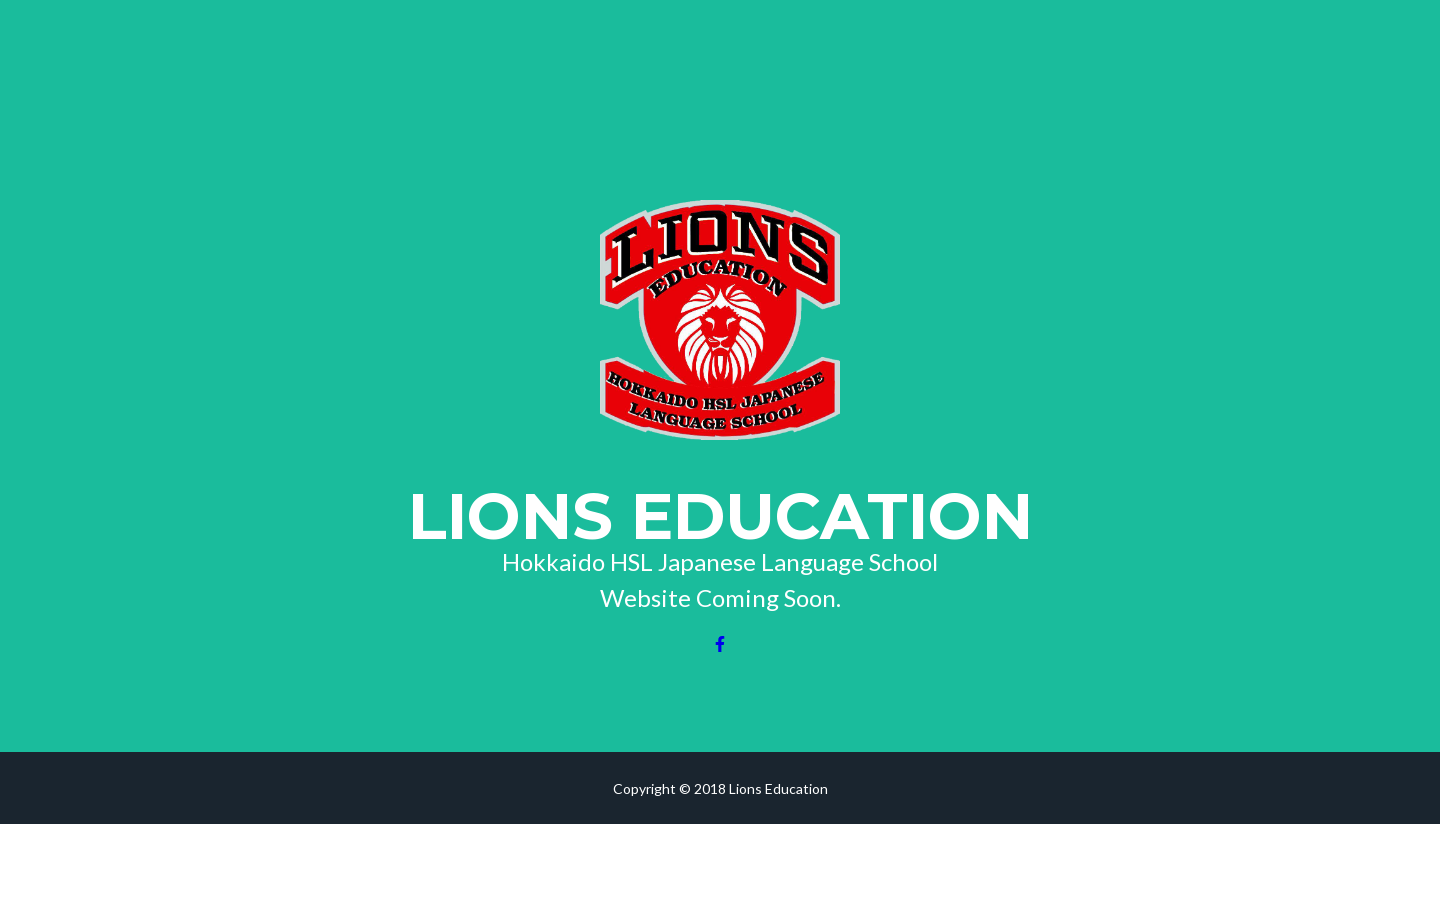 LIONS
EDUCATION
HOKKAIDO HSL JAPANESE
LANGUAGE SCHOOL
LIONS EDUCATION
Hokkaido HSL Japanese Language School
Website Coming Soon.
Copyright © 2018 Lions Education